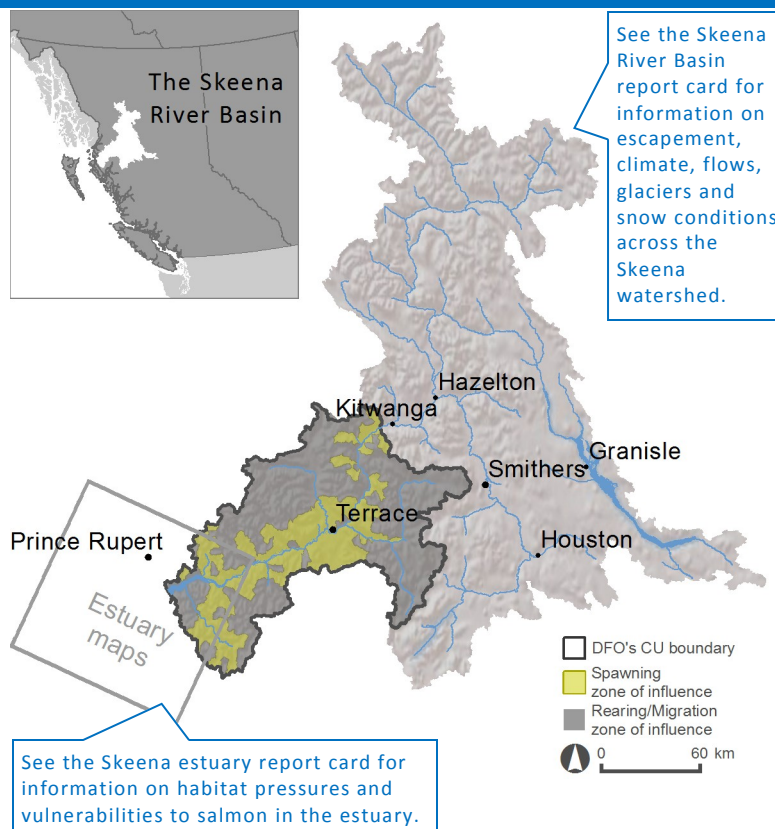 The Skeena
River Basin
See the Skeena
River Basin
report card for
information on
escapement,
climate, flows,
glaciers and
snow conditions
across the
Skeena
watershed.
Hazelton
Kitwanga
Granisle
Smithers
Terrace
Prince Rupert
Houston
Estuary
maps
DFO's CU boundary
Spawning
zone of influence
Rearing/Migration
zone of influence
0 60 km
See the Skeena estuary report card for
information on habitat pressures and
vulnerabilities to salmon in the estuary.